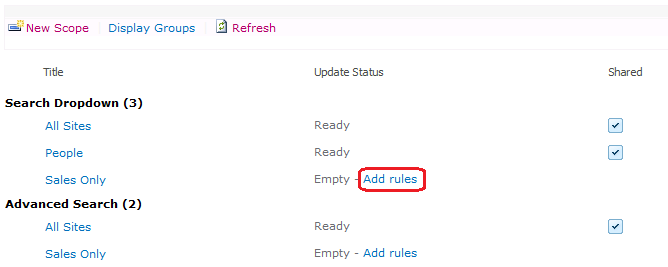 New Scope Display Groups Refresh
Title Update Status Shared
Search Dropdown (3)
All Sites Ready
People Ready
Sales Only Empty - Add rules
Advanced Search (2)
All Sites Ready
Sales Only Empty - Add rules